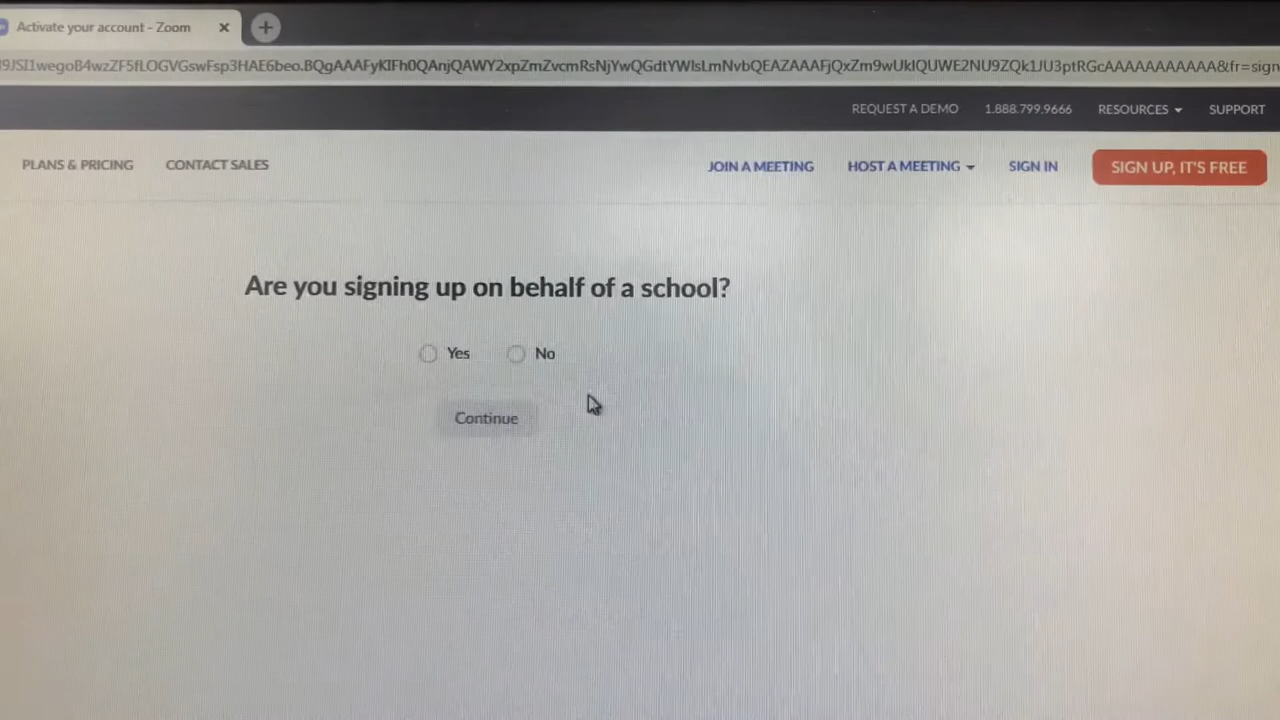 Activate your account - Zoom
REQUEST A DEMO 1.888.799.9666 RESOURCES SUPPORT
PLANS & PRICING CONTACT SALES JOIN A MEETING HOST A MEETING SIGN IN SIGN UP, IT'S FREE
Are you signing up on behalf of a school?
Yes No
Continue